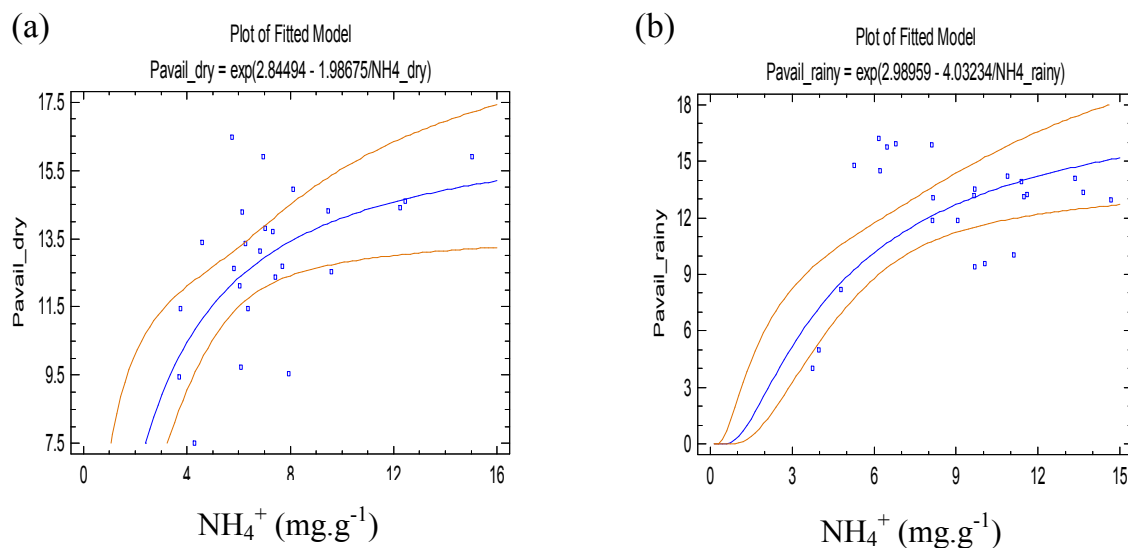 (a)
Plot of Fitted Model
Pavail_dry = exp(2.84494 - 1.98675/NH4_dry)
17.5
15.5
13.5
11.5
9.5
7.5
Pavail_dry
0 4 8 12 16
NH₄⁺ (mg.g⁻¹)
(b)
Plot of Fitted Model
Pavail_rainy = exp(2.98959 - 4.03234/NH4_rainy)
18
15
12
9
6
3
0
Pavail_rainy
0 3 6 9 12 15
NH₄⁺ (mg.g⁻¹)